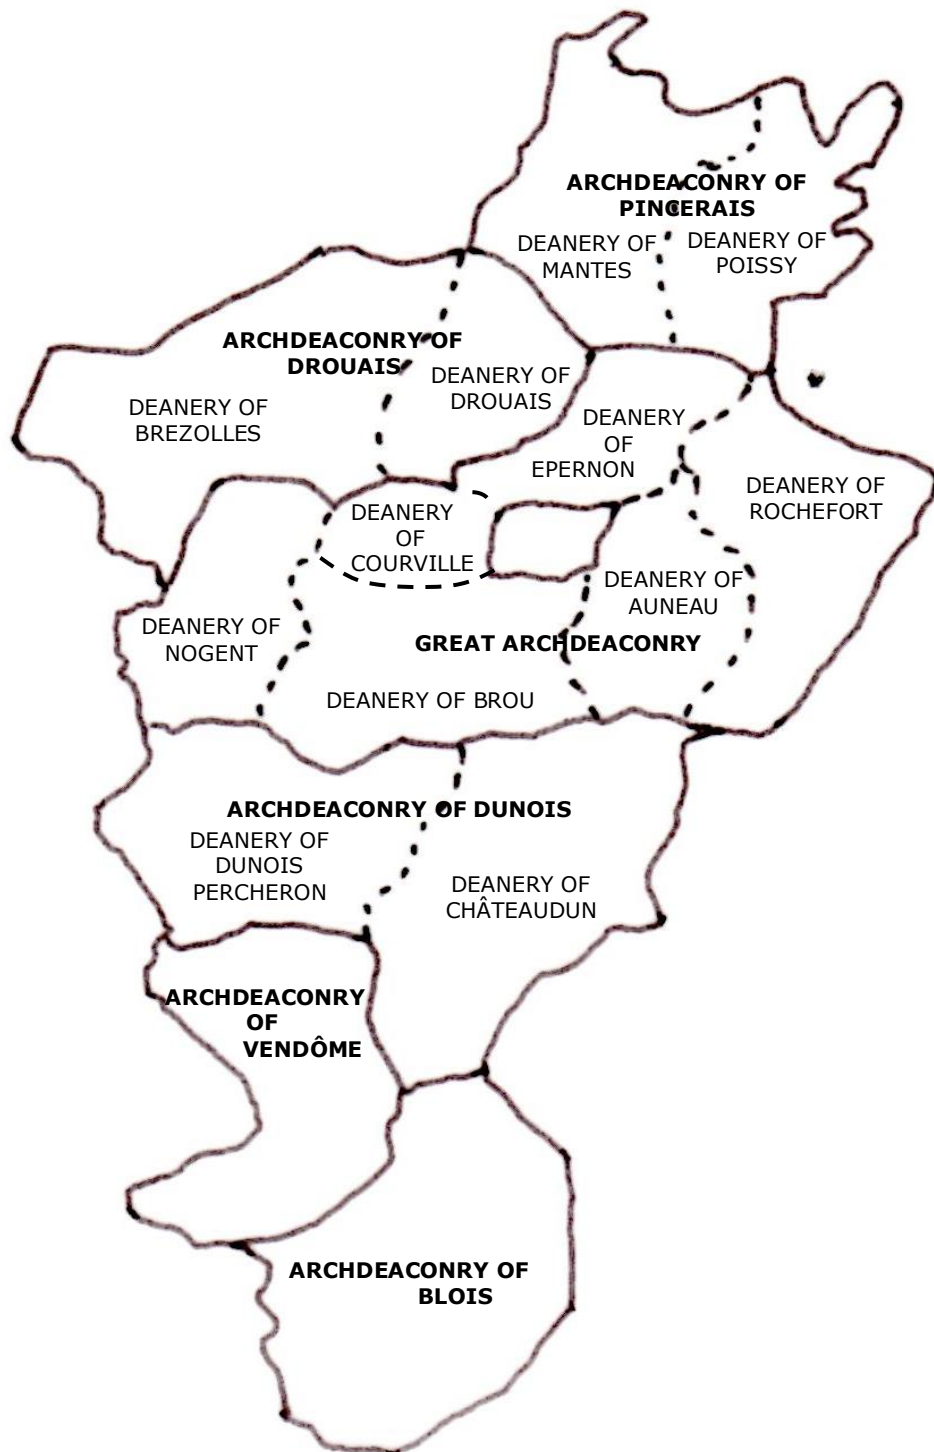 ARCHDEACONRY OF
PINCERAIS
DEANERY OF
MANTES
DEANERY OF
POISSY
ARCHDEACONRY OF
DROUAIS
DEANERY OF
BREZOLLES
DEANERY OF
DROUAIS
DEANERY
OF
EPERNON
DEANERY OF
ROCHEFORT
DEANERY
OF
COURVILLE
DEANERY OF
AUNEAU
DEANERY OF
NOGENT
GREAT ARCHDEACONRY
DEANERY OF BROU
ARCHDEACONRY OF DUNOIS
DEANERY OF
DUNOIS
PERCHERON
DEANERY OF
CHÂTEAUDUN
ARCHDEACONRY
OF
VENDÔME
ARCHDEACONRY OF
BLOIS